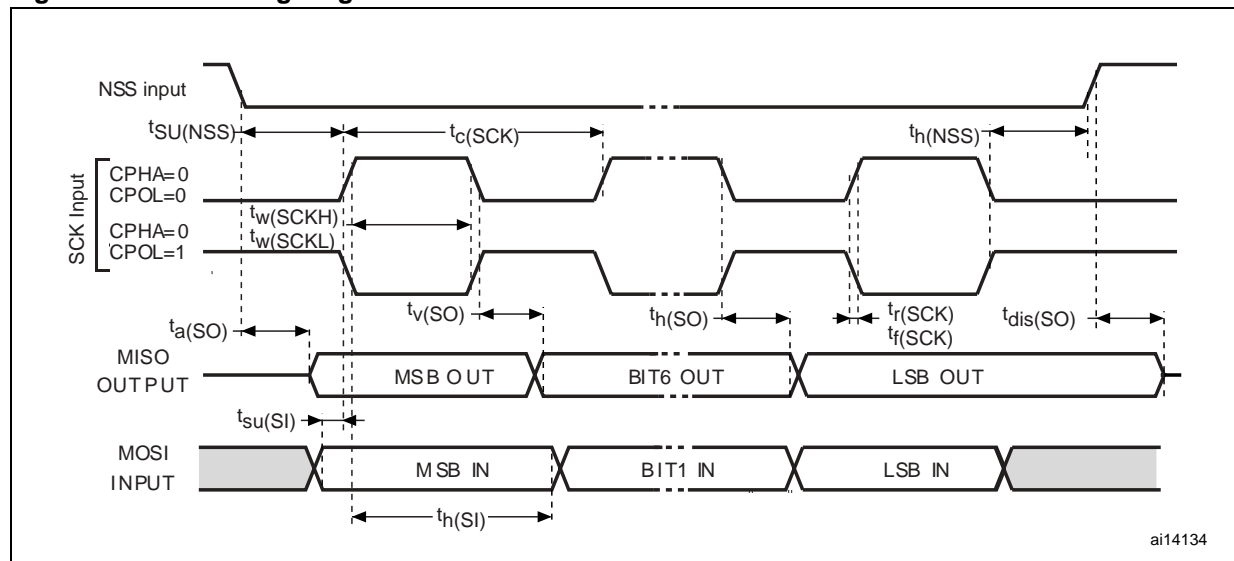 NSS input
tSU(NSS)
tc(SCK)
th(NSS)
SCK Input
CPHA=0
CPOL=0
tw(SCKH)
tw(SCKL)
CPHA=0
CPOL=1
tv(SO)
ta(SO)
th(SO)
tr(SCK)
tf(SCK)
tdis(SO)
MISO
OUTPUT
MSB OUT
BIT6 OUT
LSB OUT
tsu(SI)
MOSI
INPUT
MSB IN
BIT1 IN
LSB IN
th(SI)
ai14134